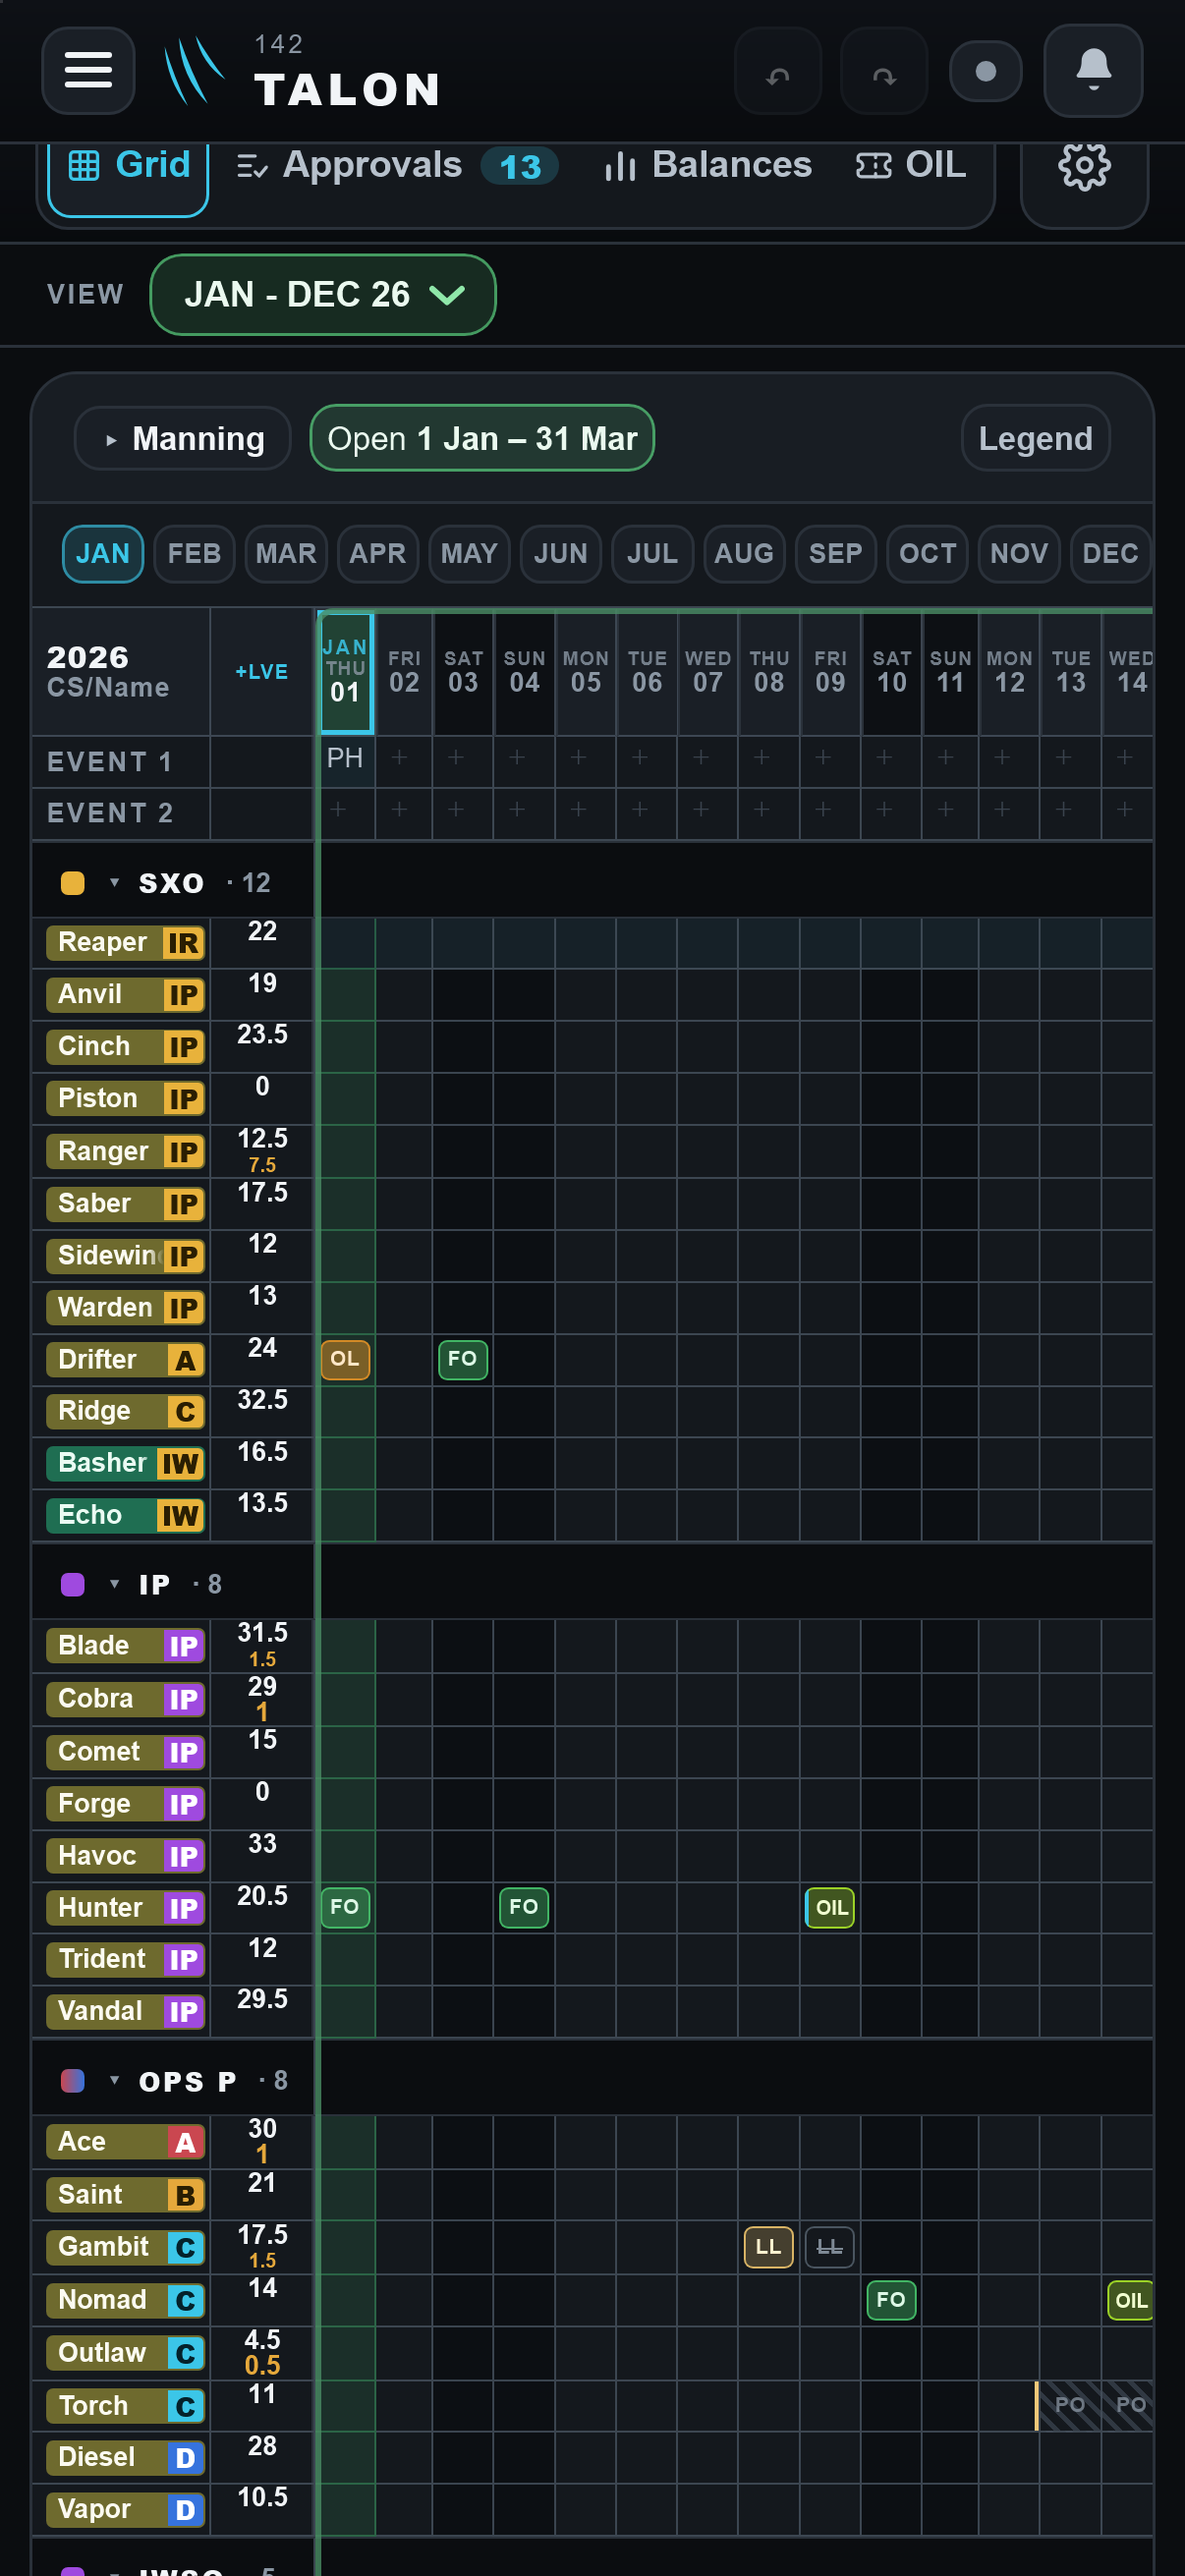 142
TALON
Grid Approvals 13 Balances OIL
VIEW JAN - DEC 26
Manning Open 1 Jan – 31 Mar Legend
JAN FEB MAR APR MAY JUN JUL AUG SEP OCT NOV DEC
2026 CS/Name +LVE JAN THU 01 FRI 02 SAT 03 SUN 04 MON 05 TUE 06 WED 07 THU 08 FRI 09 SAT 10 SUN 11 MON 12 TUE 13 WED 14
EVENT 1 PH + + + + + + + + + + + + +
EVENT 2 + + + + + + + + + + + + + +
SXO · 12
Reaper IR 22
Anvil IP 19
Cinch IP 23.5
Piston IP 0
Ranger IP 12.5 7.5
Saber IP 17.5
Sidewin IP 12
Warden IP 13
Drifter A 24 OL FO
Ridge C 32.5
Basher IW 16.5
Echo IW 13.5
IP · 8
Blade IP 31.5 1.5
Cobra IP 29 1
Comet IP 15
Forge IP 0
Havoc IP 33
Hunter IP 20.5 FO FO OIL
Trident IP 12
Vandal IP 29.5
OPS P · 8
Ace A 30 1
Saint B 21
Gambit C 17.5 1.5 LL LL
Nomad C 14 FO OIL
Outlaw C 4.5 0.5
Torch C 11 PO PO
Diesel D 28
Vapor D 10.5